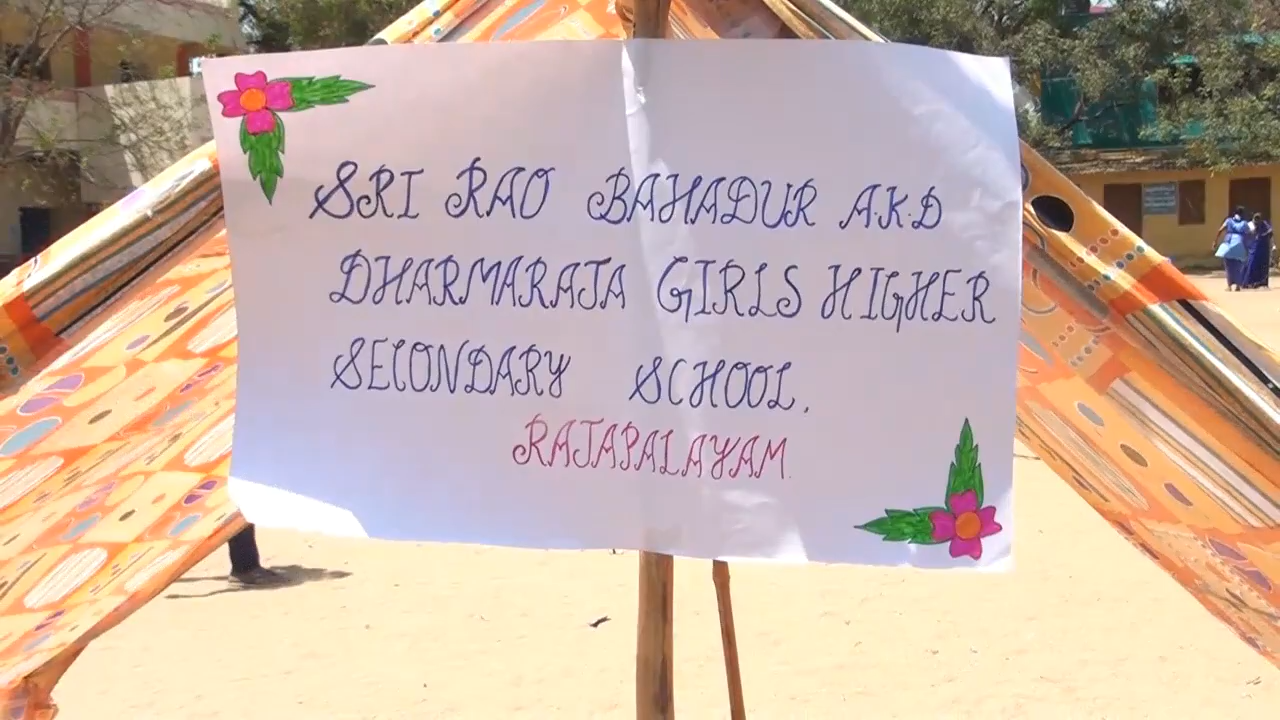 SRI RAO BAHADUR A.K.D
DHARMARAJA GIRLS HIGHER
SECONDARY SCHOOL,
RAJAPALAYAM.